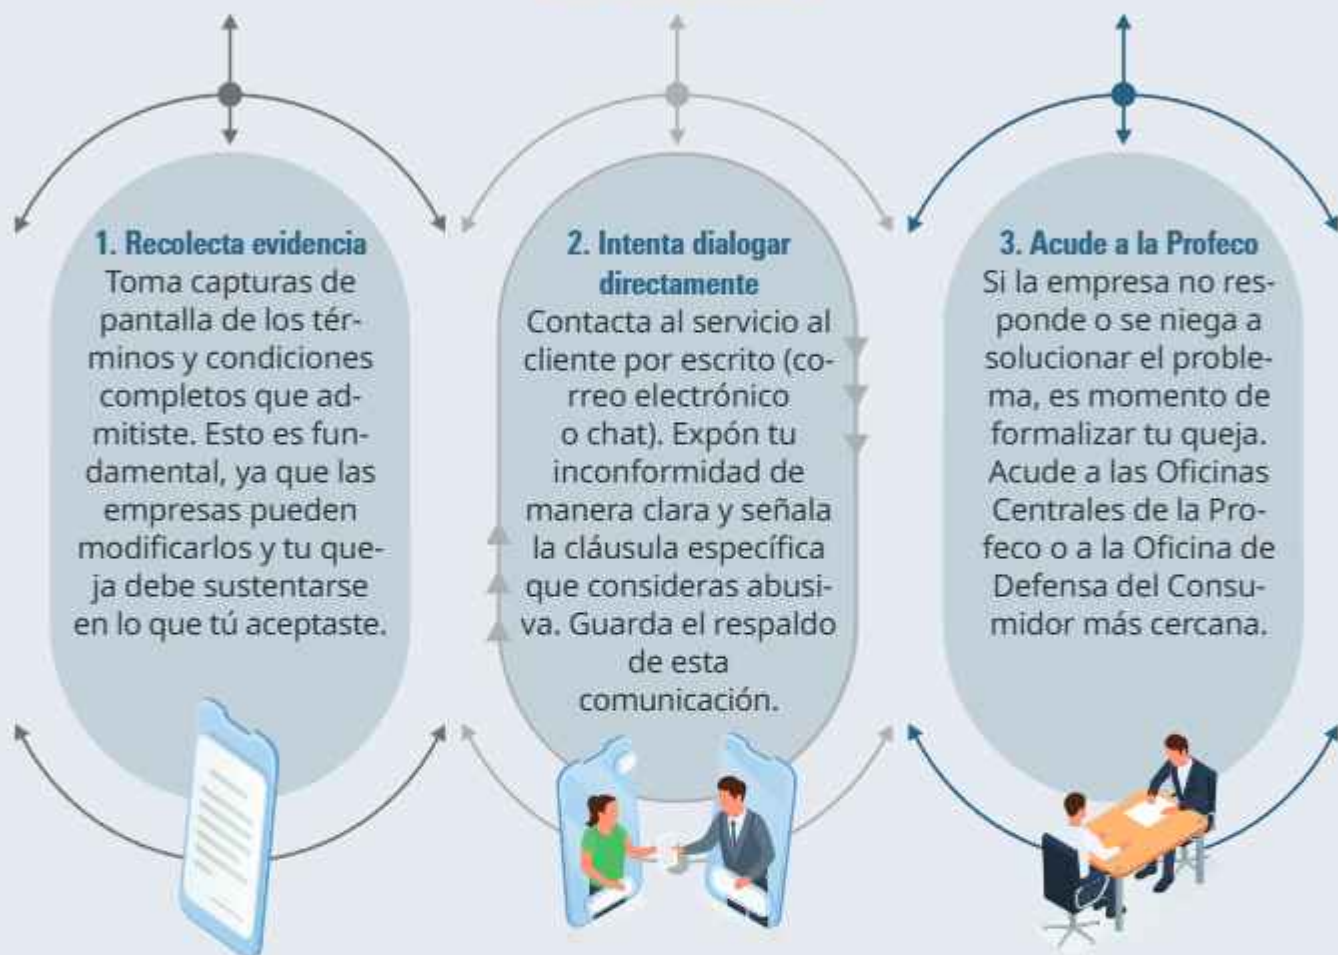 1. Recolecta evidencia
Toma capturas de
pantalla de los tér-
minos y condiciones
completos que ad-
mitiste. Esto es fun-
damental, ya que las
empresas pueden
modificarlos y tu que-
ja debe sustentarse
en lo que tú aceptaste.
2. Intenta dialogar
directamente
Contacta al servicio al
cliente por escrito (co-
rreo electrónico
o chat). Expón tu
inconformidad de
manera clara y señala
la cláusula específica
que consideras abusi-
va. Guarda el respaldo
de esta
comunicación.
3. Acude a la Profeco
Si la empresa no res-
ponde o se niega a
solucionar el proble-
ma, es momento de
formalizar tu queja.
Acude a las Oficinas
Centrales de la Pro-
feco o a la Oficina de
Defensa del Consu-
midor más cercana.